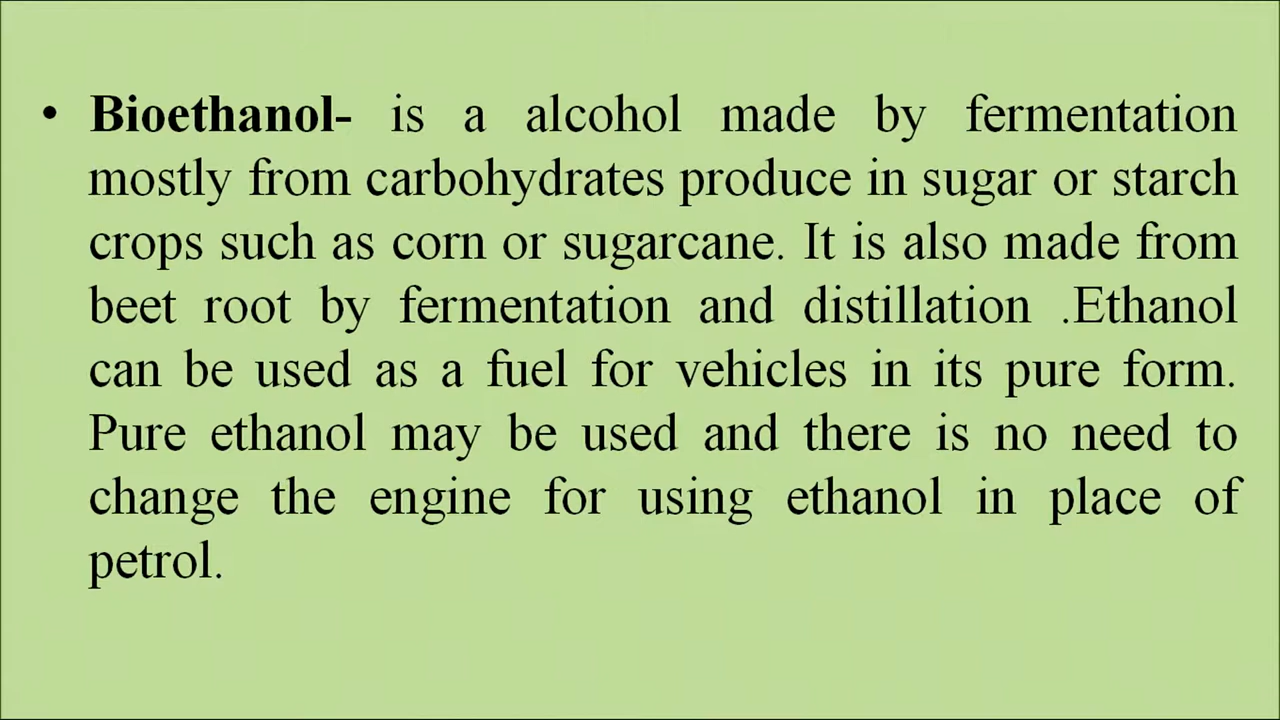 • Bioethanol- is a alcohol made by fermentation
mostly from carbohydrates produce in sugar or starch
crops such as corn or sugarcane. It is also made from
beet root by fermentation and distillation .Ethanol
can be used as a fuel for vehicles in its pure form.
Pure ethanol may be used and there is no need to
change the engine for using ethanol in place of
petrol.